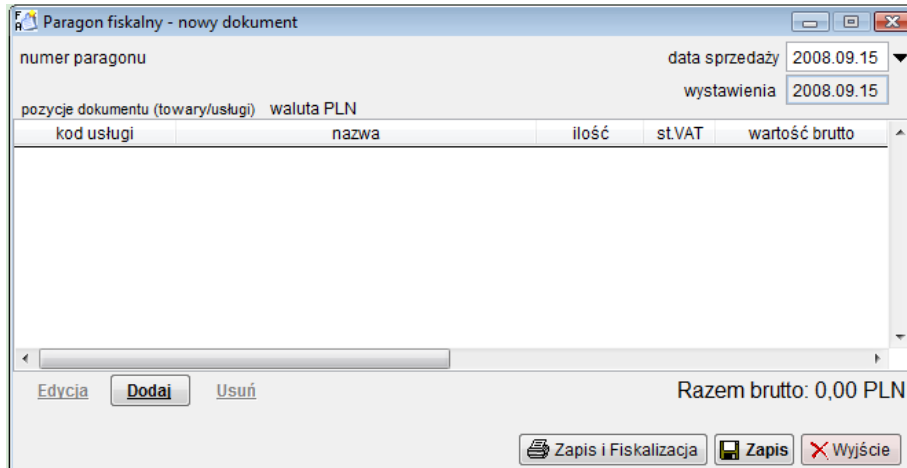 FA Paragon fiskalny - nowy dokument
numer paragonu data sprzedaży 2008.09.15
wystawienia 2008.09.15
pozycje dokumentu (towary/usługi) waluta PLN
kod usługi nazwa ilość st.VAT wartość brutto
Edycja Dodaj Usuń Razem brutto: 0,00 PLN
Zapis i Fiskalizacja Zapis Wyjście